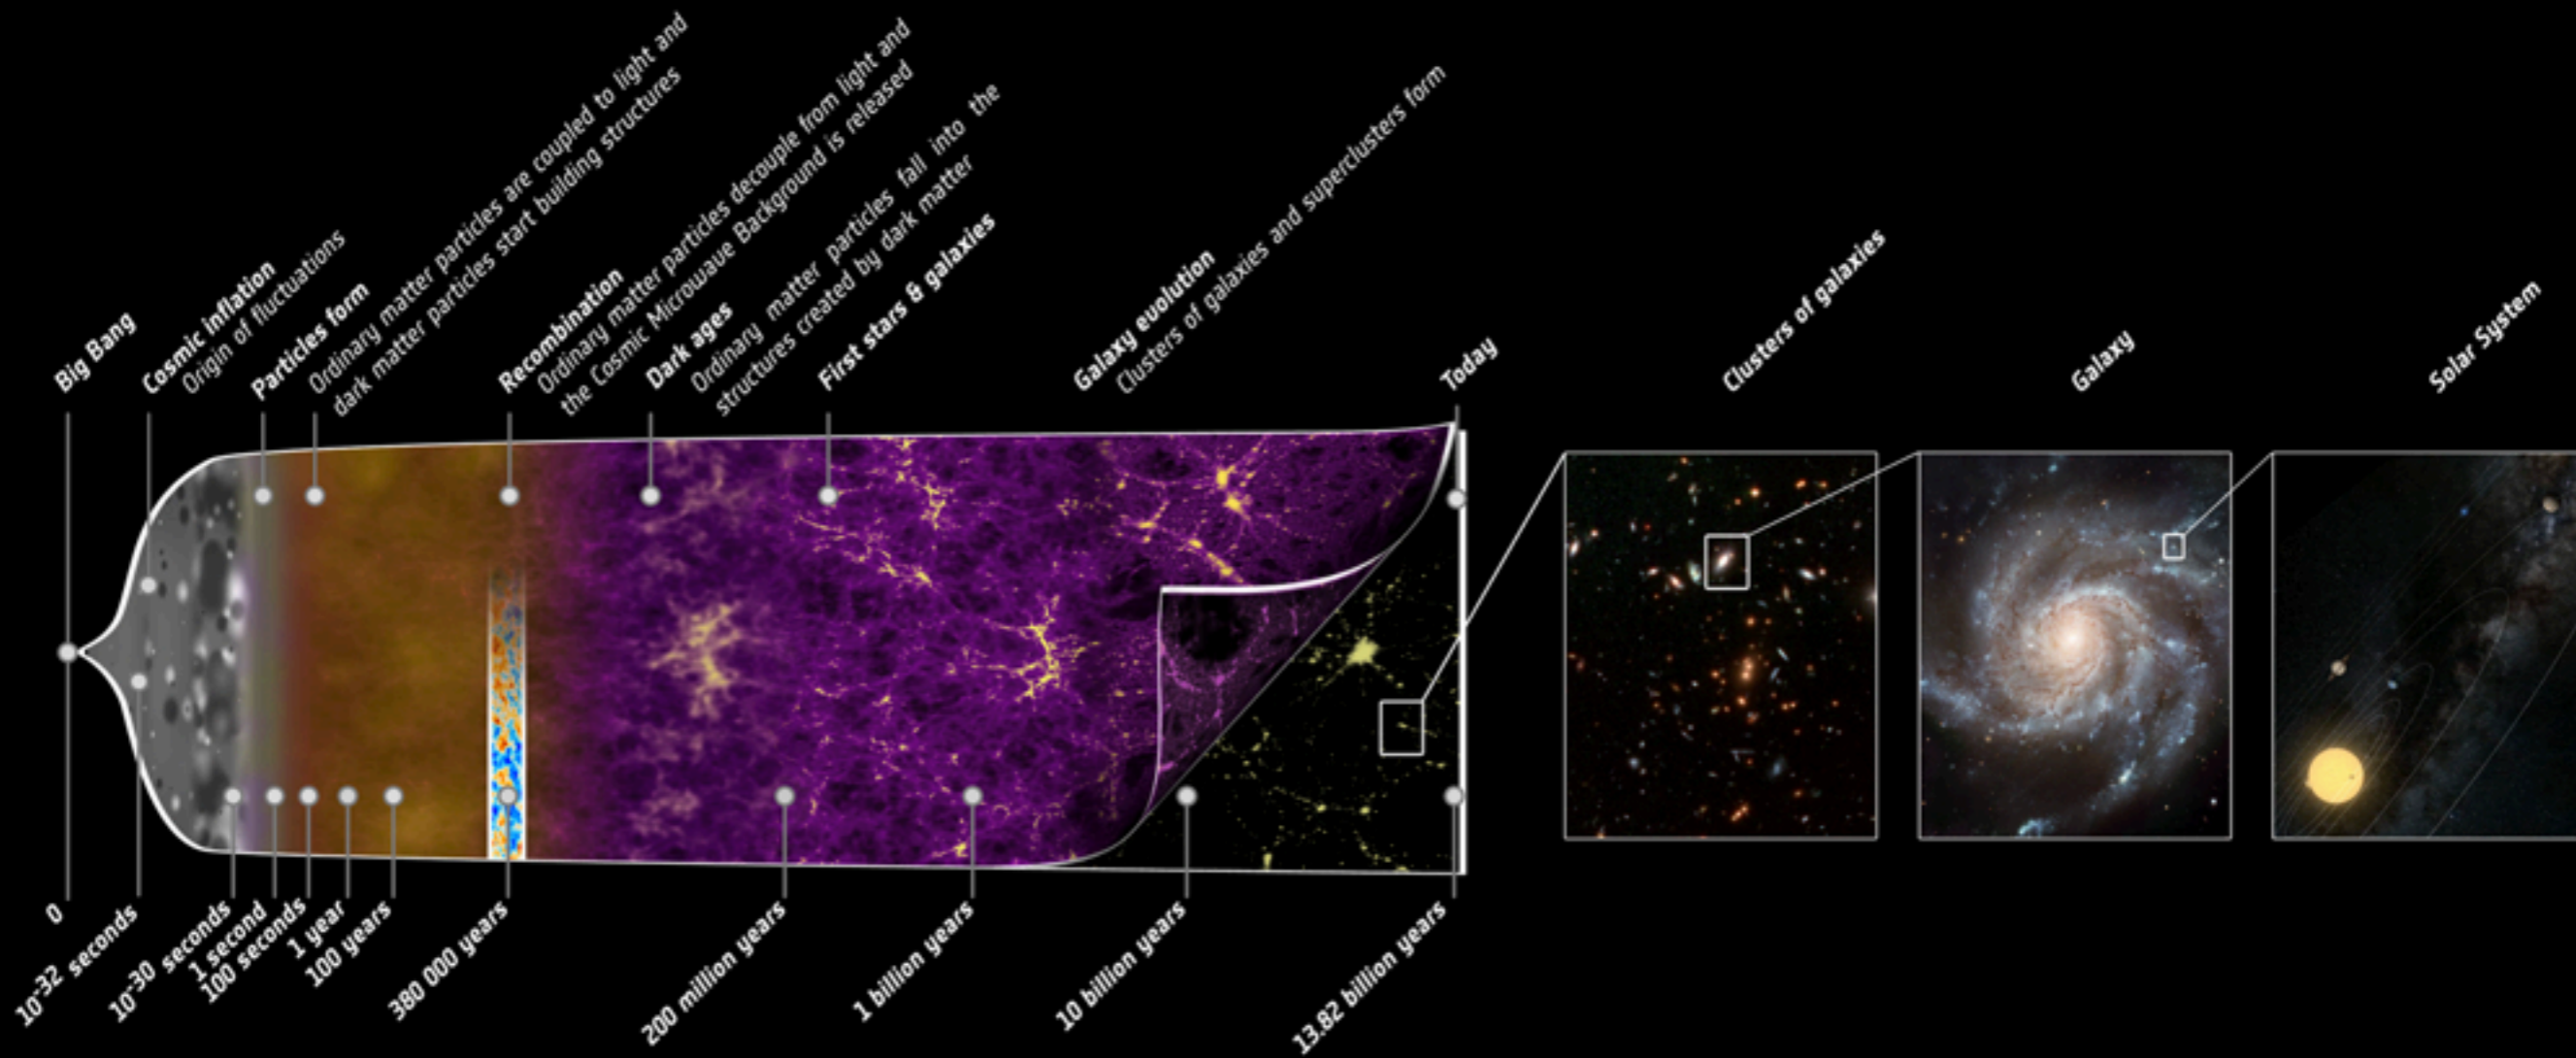 Big Bang
Cosmic inflation
Origin of fluctuations
Particles form
Ordinary matter particles are coupled to light and
dark matter particles start building structures
Recombination
Ordinary matter particles decouple from light and
the Cosmic Microwave Background is released
Dark ages
Ordinary matter particles fall into the
structures created by dark matter
First stars & galaxies
Galaxy evolution
Clusters of galaxies and superclusters form
Today
Clusters of galaxies
Galaxy
Solar System
0
10⁻³² seconds
10⁻³⁰ seconds
1 second
100 seconds
1 year
100 years
380 000 years
200 million years
1 billion years
10 billion years
13.82 billion years